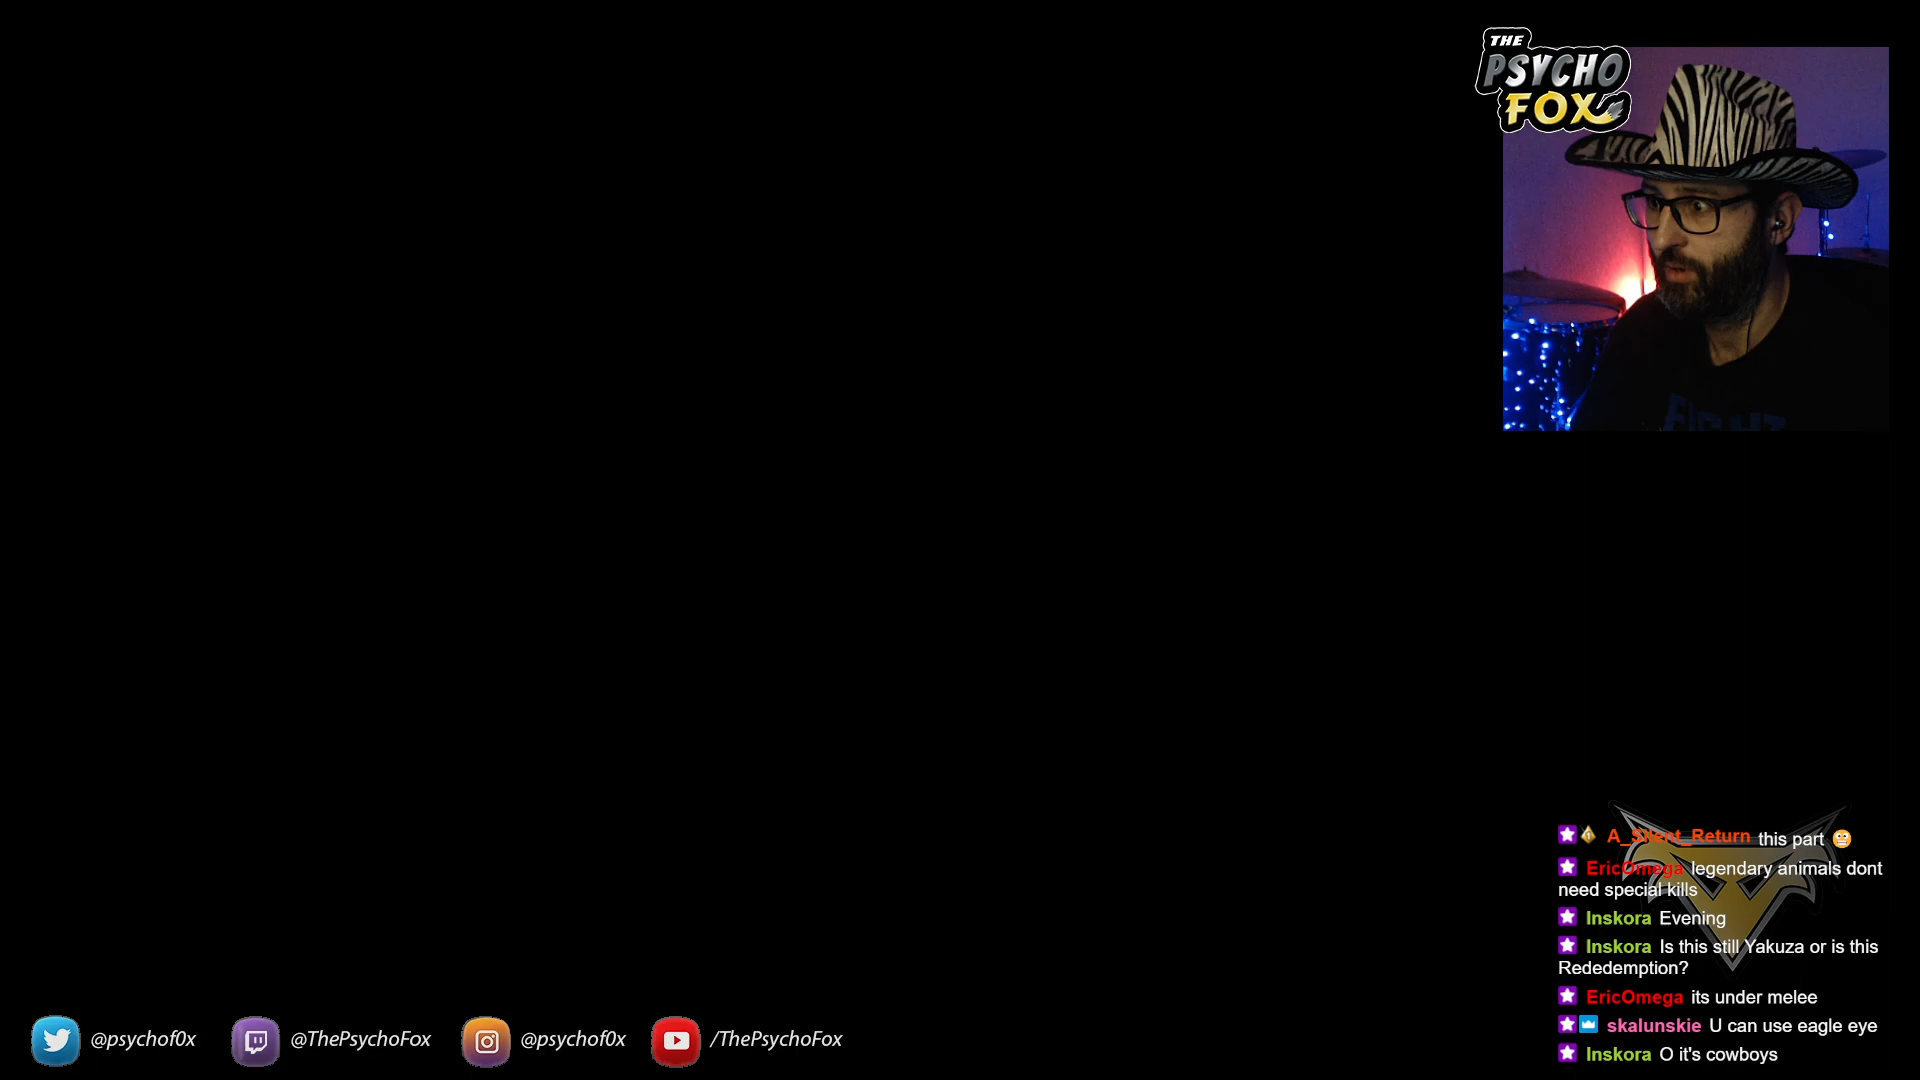 THE
PSYCHO
FOX
A_Silent_Return this part
EricOmega legendary animals dont
need special kills
Inskora Evening
Inskora Is this still Yakuza or is this
Rededemption?
EricOmega its under melee
skalunskie U can use eagle eye
Inskora O it's cowboys
@psychof0x
@ThePsychoFox
@psychof0x
/ThePsychoFox